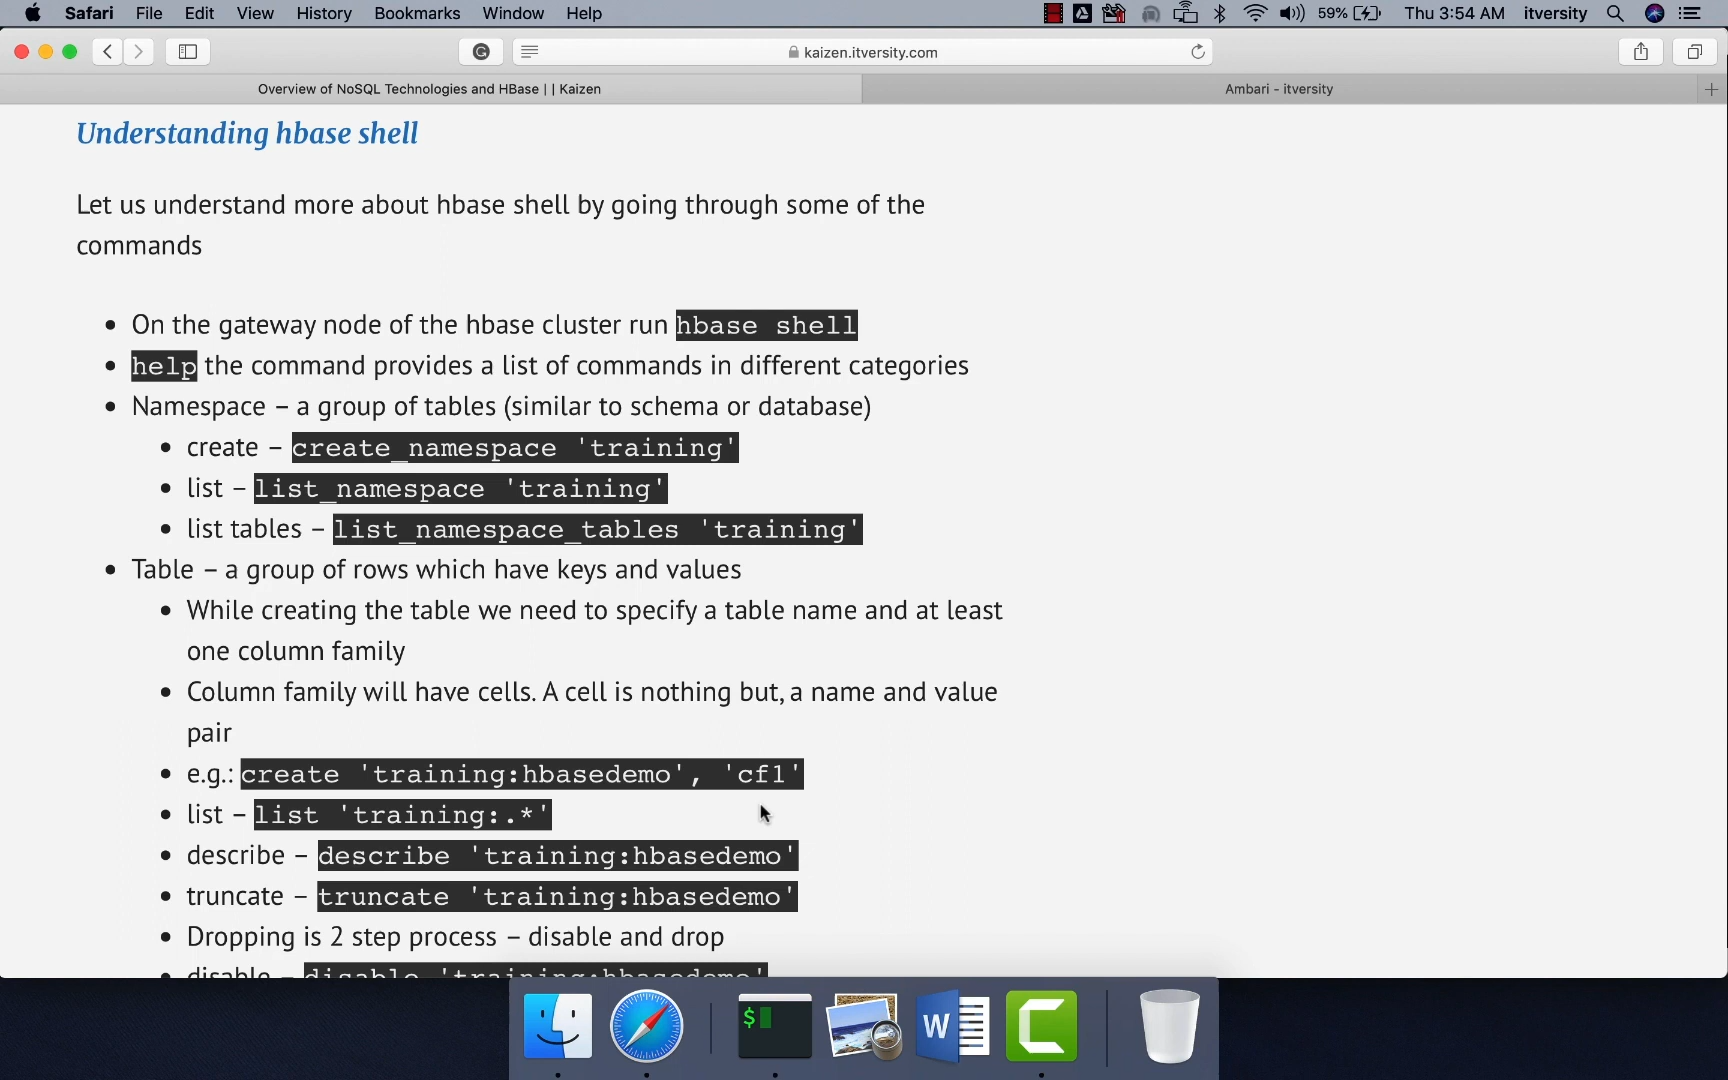 Safari File Edit View History Bookmarks Window Help 59% Thu 3:54 AM itversity
kaizen.itversity.com
Overview of NoSQL Technologies and HBase | | Kaizen
Ambari - itversity
Understanding hbase shell
Let us understand more about hbase shell by going through some of the
commands
• On the gateway node of the hbase cluster run hbase shell
• help the command provides a list of commands in different categories
• Namespace – a group of tables (similar to schema or database)
• create – create_namespace 'training'
• list – list_namespace 'training'
• list tables – list_namespace_tables 'training'
• Table – a group of rows which have keys and values
• While creating the table we need to specify a table name and at least
one column family
• Column family will have cells. A cell is nothing but, a name and value
pair
• e.g.: create 'training:hbasedemo', 'cf1'
• list – list 'training:.*'
• describe – describe 'training:hbasedemo'
• truncate – truncate 'training:hbasedemo'
• Dropping is 2 step process – disable and drop
• disable – disable 'training:hbasedemo'
$
W